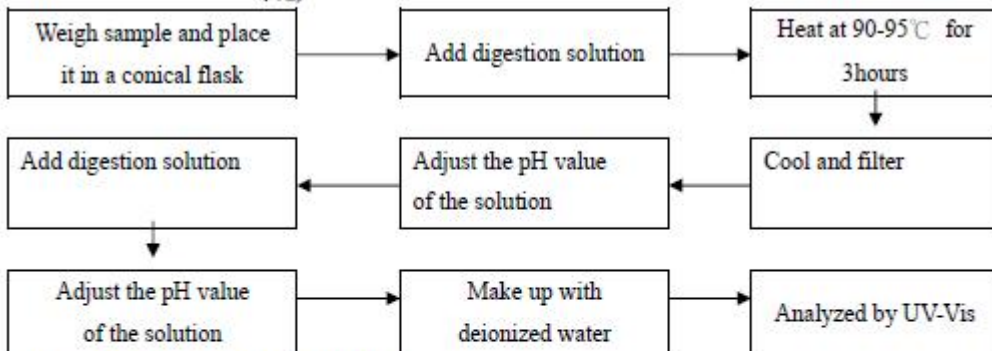 Weigh sample and place
it in a conical flask
Add digestion solution
Heat at 90-95℃ for
3hours
Cool and filter
Adjust the pH value
of the solution
Add digestion solution
Adjust the pH value
of the solution
Make up with
deionized water
Analyzed by UV-Vis